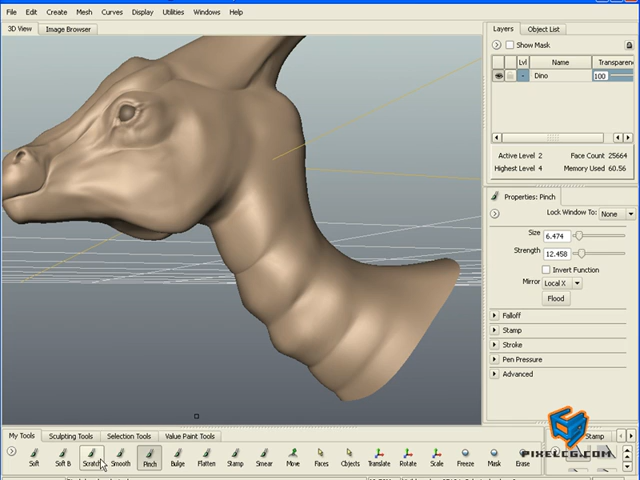 File Edit Create Mesh Curves Display Utilities Windows Help
3D View Image Browser
Layers Object List
Show Mask
Lvl Name Transparen
Dino 100
Active Level 2 Face Count 25664
Highest Level 4 Memory Used 60.56
Properties: Pinch
Lock Window To: None
Size 6.474
Strength 12.458
Invert Function
Mirror Local X
Flood
Falloff
Stamp
Stroke
Pen Pressure
Advanced
My Tools Sculpting Tools Selection Tools Value Paint Tools Stamp
Soft Soft B Scratch Smooth Pinch Bulge Flatten Stamp Smear Move Faces Objects Translate Rotate Scale Freeze Mask Erase
PIXELCG.COM